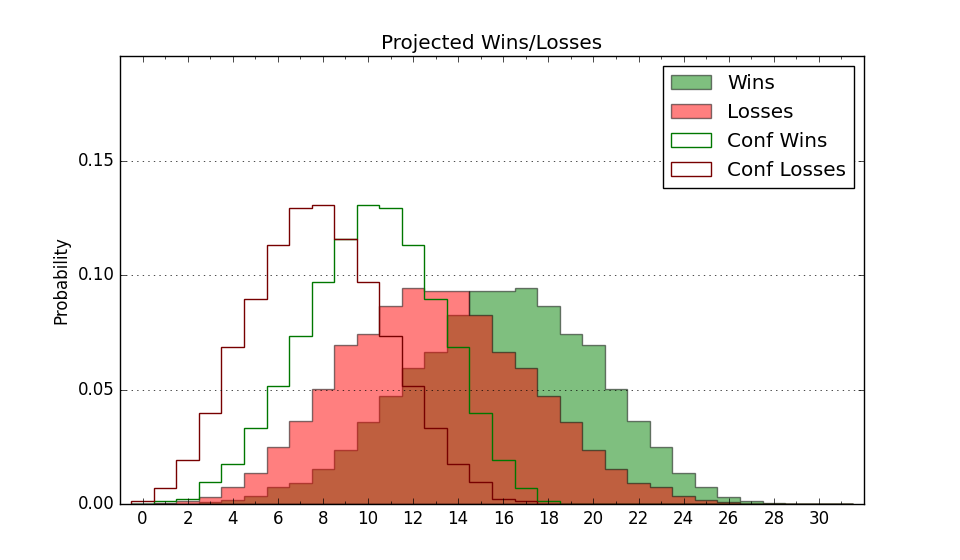 Projected Wins/Losses
Wins
Losses
Conf Wins
Conf Losses
Probability
0.15
0.10
0.05
0.00
0 2 4 6 8 10 12 14 16 18 20 22 24 26 28 30